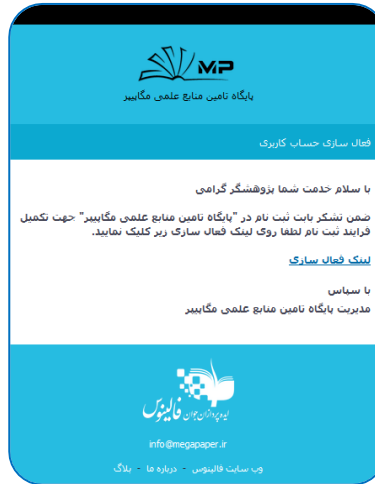 MP
پایگاه تامین منابع علمی مگاپیپر
فعال سازی حساب کاربری
با سلام خدمت شما پژوهشگر گرامی
ضمن تشکر بابت ثبت نام در "پایگاه تامین منابع علمی مگاپیپر" جهت تکمیل
فرایند ثبت نام لطفا روی لینک فعال سازی زیر کلیک نمایید.
لینک فعال سازی
با سپاس
مدیریت پایگاه تامین منابع علمی مگاپیپر
ایده پردازان جوان فالینوس
info@megapaper.ir
وب سایت فالینوس - درباره ما - بلاگ